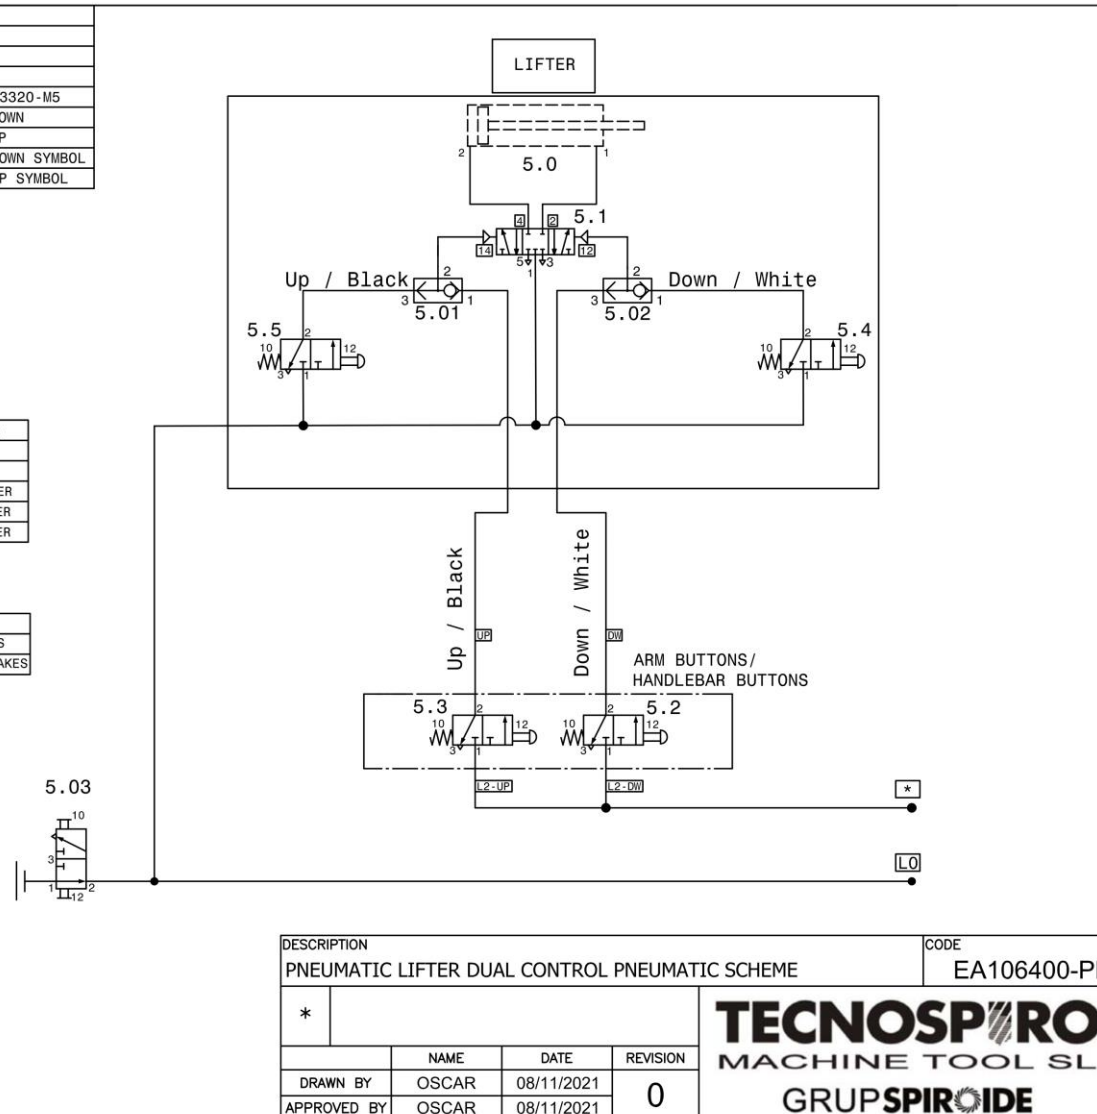 3320-M5
OWN
P
OWN SYMBOL
P SYMBOL
LIFTER
2
1
5.0
4
2
5.1
14
12
5
1
3
Up / Black
2
3
1
5.01
2
3
1
5.02
Down / White
5.5
2
10
12
3
1
5.4
2
10
12
3
1
ER
ER
ER
S
AKES
Up / Black
Down / White
UP
DW
ARM BUTTONS/
HANDLEBAR BUTTONS
5.3
2
10
12
3
1
5.2
2
10
12
3
1
L2-UP
L2-DW
*
5.03
10
3
1
2
12
L0
DESCRIPTION
PNEUMATIC LIFTER DUAL CONTROL PNEUMATIC SCHEME
CODE
EA106400-P
*
NAME DATE REVISION
DRAWN BY OSCAR 08/11/2021 0
APPROVED BY OSCAR 08/11/2021
TECNOSPIRO
MACHINE TOOL SL
GRUPSPIROIDE